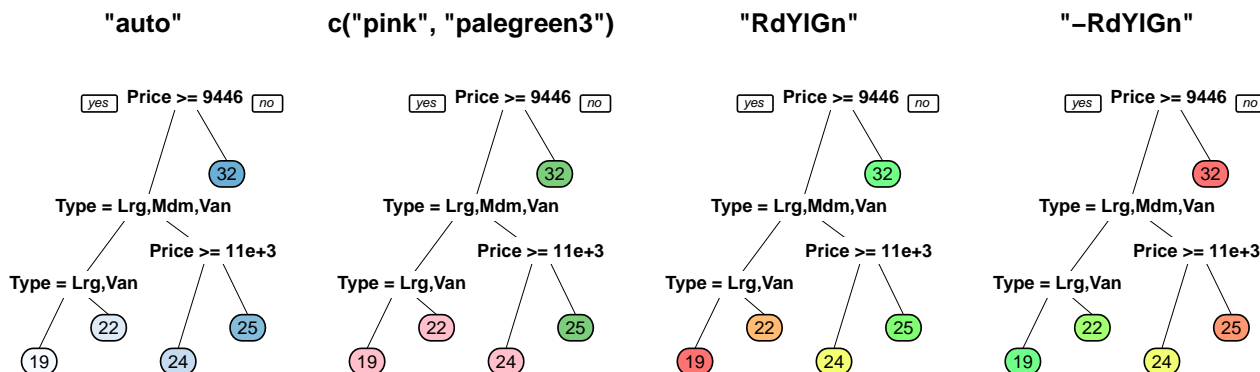 "auto"
c("pink", "palegreen3")
"RdYlGn"
"−RdYlGn"
yes Price >= 9446 no
32
Type = Lrg,Mdm,Van
Price >= 11e+3
Type = Lrg,Van
22
25
19
24
yes Price >= 9446 no
32
Type = Lrg,Mdm,Van
Price >= 11e+3
Type = Lrg,Van
22
25
19
24
yes Price >= 9446 no
32
Type = Lrg,Mdm,Van
Price >= 11e+3
Type = Lrg,Van
22
25
19
24
yes Price >= 9446 no
32
Type = Lrg,Mdm,Van
Price >= 11e+3
Type = Lrg,Van
22
25
19
24